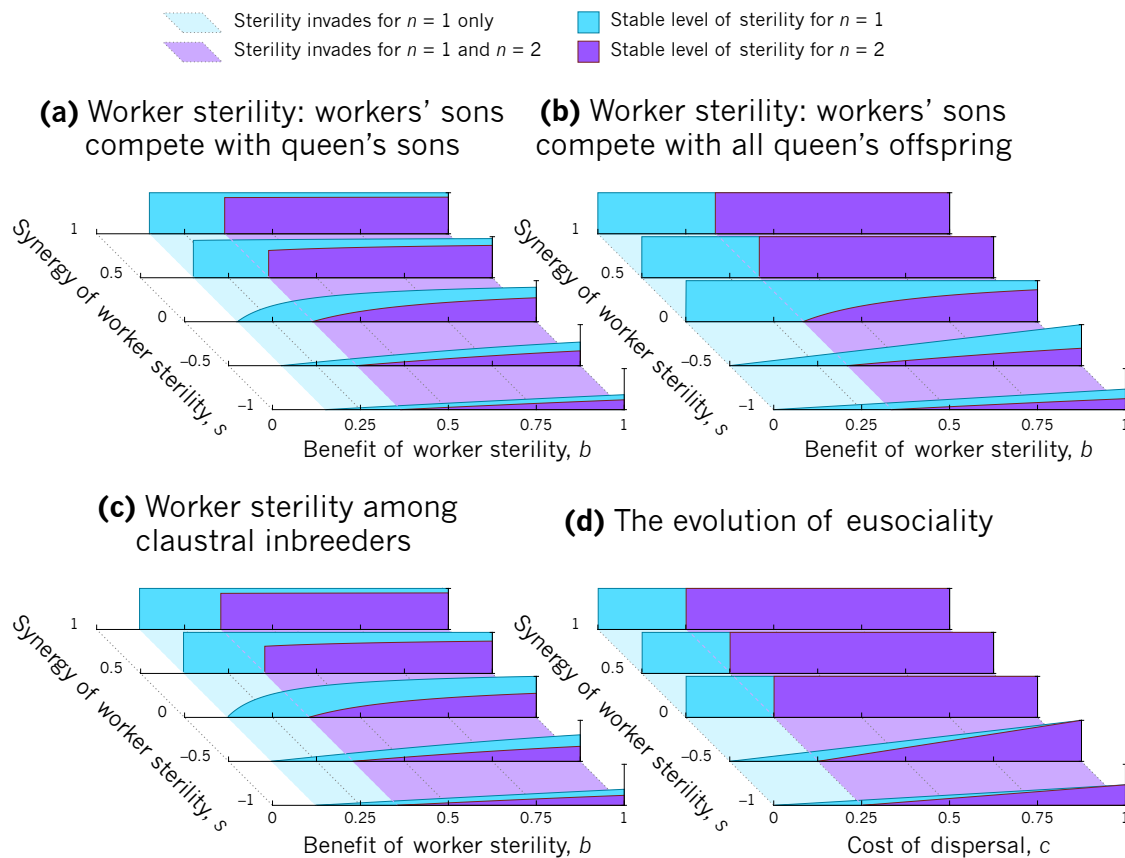 Sterility invades for n = 1 only
Sterility invades for n = 1 and n = 2
Stable level of sterility for n = 1
Stable level of sterility for n = 2
(a) Worker sterility: workers’ sons
compete with queen’s sons
Synergy of worker sterility, s
1
0.5
0
−0.5
−1
0
0.25
0.5
0.75
1
Benefit of worker sterility, b
(b) Worker sterility: workers’ sons
compete with all queen’s offspring
Synergy of worker sterility, s
1
0.5
0
−0.5
−1
0
0.25
0.5
0.75
1
Benefit of worker sterility, b
(c) Worker sterility among
claustral inbreeders
Synergy of worker sterility, s
1
0.5
0
−0.5
−1
0
0.25
0.5
0.75
1
Benefit of worker sterility, b
(d) The evolution of eusociality
Synergy of worker sterility, s
1
0.5
0
−0.5
−1
0
0.25
0.5
0.75
1
Cost of dispersal, c